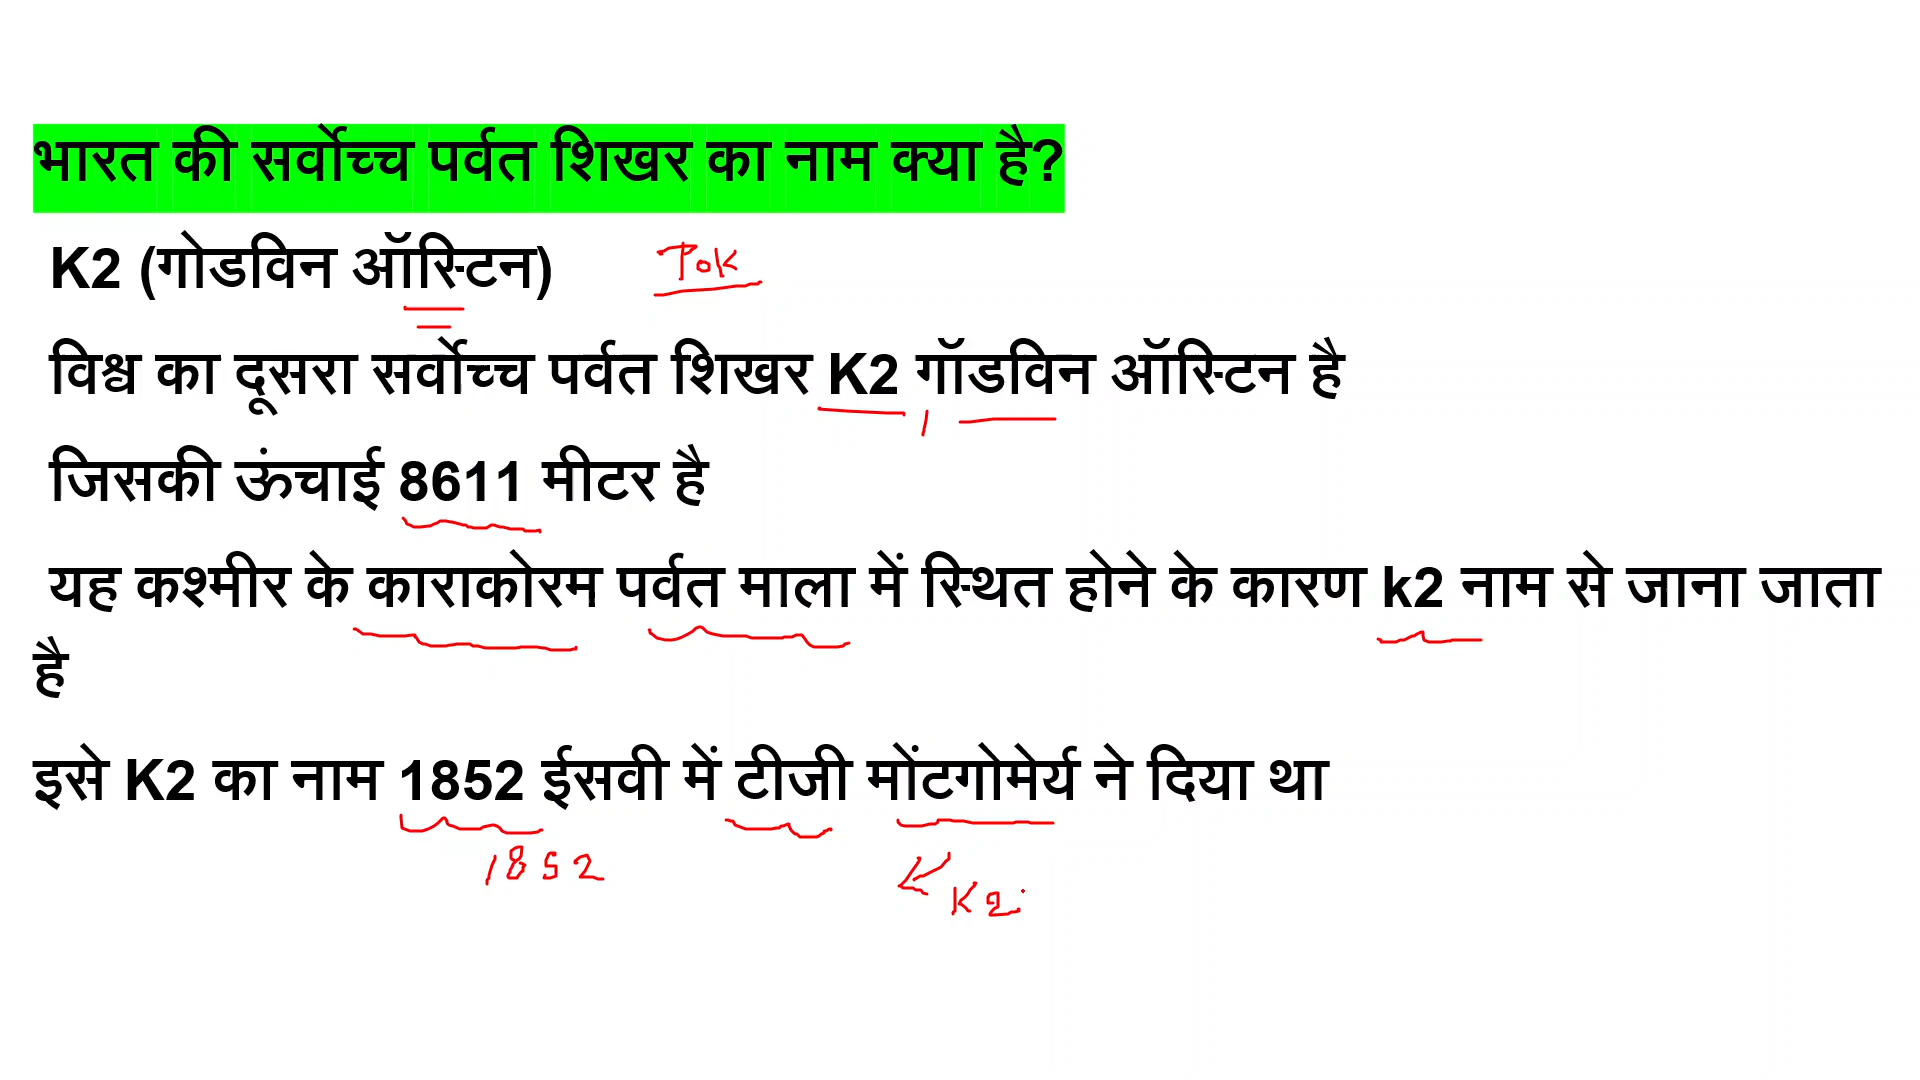 भारत की सर्वोच्च पर्वत शिखर का नाम क्या है?
K2 (गोडविन ऑस्टिन) Pok
विश्व का दूसरा सर्वोच्च पर्वत शिखर K2 गॉडविन ऑस्टिन है
जिसकी ऊंचाई 8611 मीटर है
यह कश्मीर के काराकोरम पर्वत माला में स्थित होने के कारण k2 नाम से जाना जाता
है
इसे K2 का नाम 1852 ईसवी में टीजी मोंटगोमेर्य ने दिया था
1852 K2